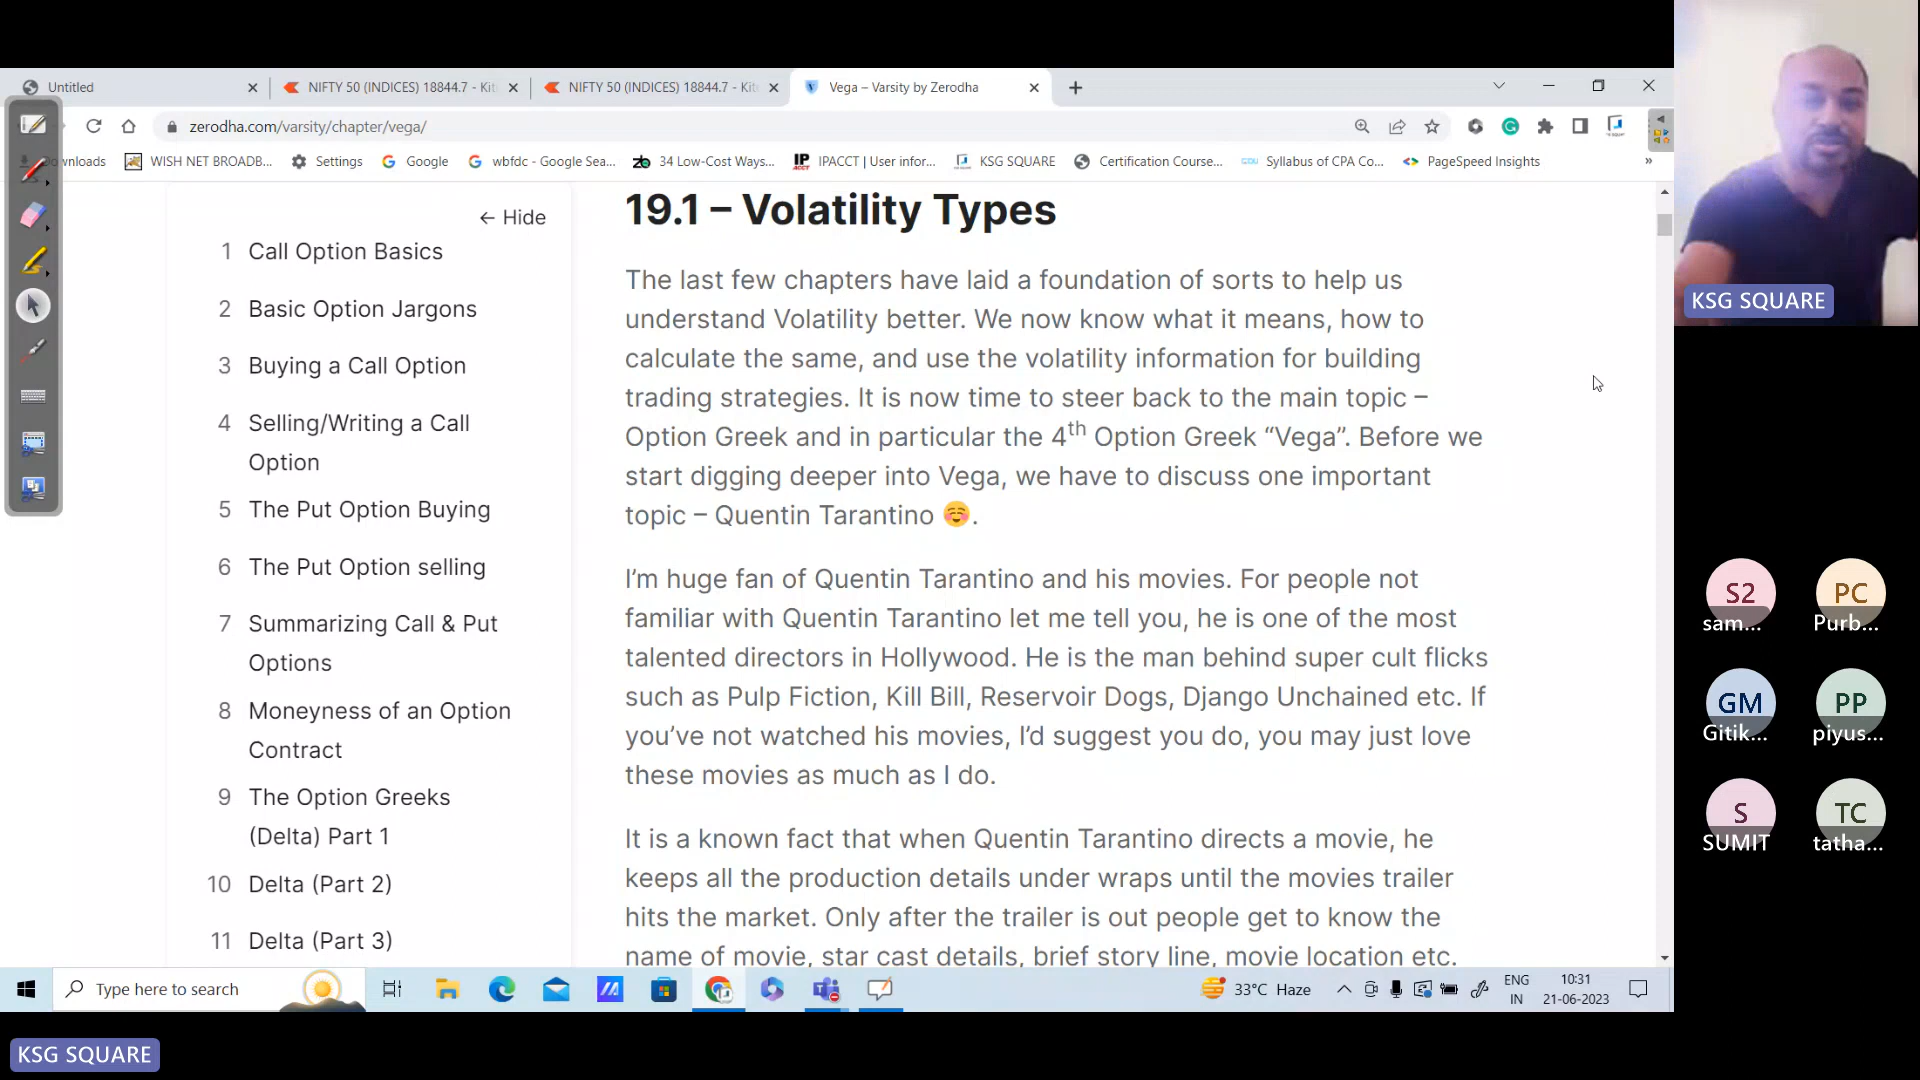 Untitled
NIFTY 50 (INDICES) 18844.7 - Kit
NIFTY 50 (INDICES) 18844.7 - Kit
Vega – Varsity by Zerodha
zerodha.com/varsity/chapter/vega/
wnloads
WISH NET BROADB...
Settings
Google
wbfdc - Google Sea...
34 Low-Cost Ways...
IPACCT | User infor...
KSG SQUARE
Certification Course...
Syllabus of CPA Co...
PageSpeed Insights
»
← Hide
1 Call Option Basics
2 Basic Option Jargons
3 Buying a Call Option
4 Selling/Writing a Call
Option
5 The Put Option Buying
6 The Put Option selling
7 Summarizing Call & Put
Options
8 Moneyness of an Option
Contract
9 The Option Greeks
(Delta) Part 1
10 Delta (Part 2)
11 Delta (Part 3)
19.1 – Volatility Types
The last few chapters have laid a foundation of sorts to help us
understand Volatility better. We now know what it means, how to
calculate the same, and use the volatility information for building
trading strategies. It is now time to steer back to the main topic –
Option Greek and in particular the 4th Option Greek “Vega”. Before we
start digging deeper into Vega, we have to discuss one important
topic – Quentin Tarantino ☺.
I’m huge fan of Quentin Tarantino and his movies. For people not
familiar with Quentin Tarantino let me tell you, he is one of the most
talented directors in Hollywood. He is the man behind super cult flicks
such as Pulp Fiction, Kill Bill, Reservoir Dogs, Django Unchained etc. If
you’ve not watched his movies, I’d suggest you do, you may just love
these movies as much as I do.
It is a known fact that when Quentin Tarantino directs a movie, he
keeps all the production details under wraps until the movies trailer
hits the market. Only after the trailer is out people get to know the
name of movie, star cast details, brief story line, movie location etc.
KSG SQUARE
S2
sam...
PC
Purb...
GM
Gitik...
PP
piyus...
S
SUMIT
TC
tatha...
Type here to search
33°C Haze
ENG
IN
10:31
21-06-2023
KSG SQUARE